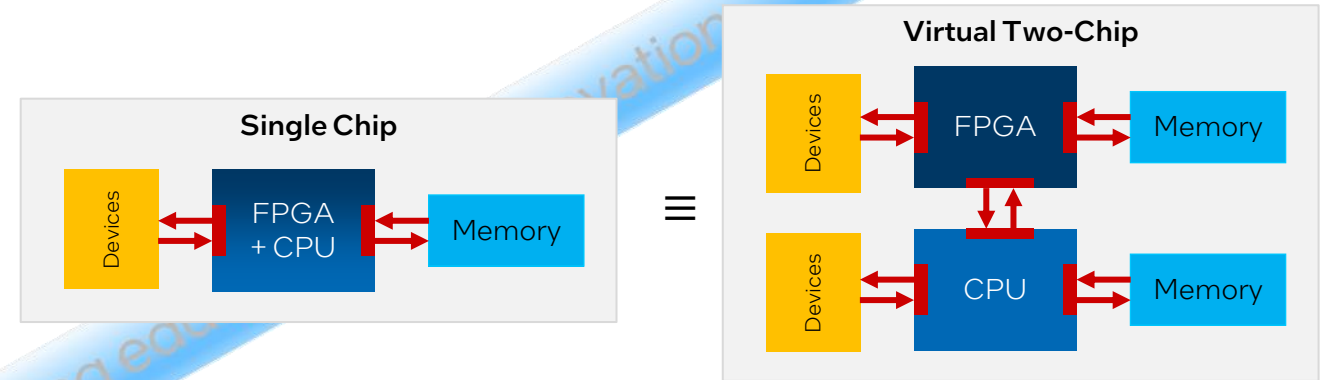 Single Chip
Devices
FPGA
+ CPU
Memory
≡
Virtual Two-Chip
Devices
FPGA
Memory
Devices
CPU
Memory